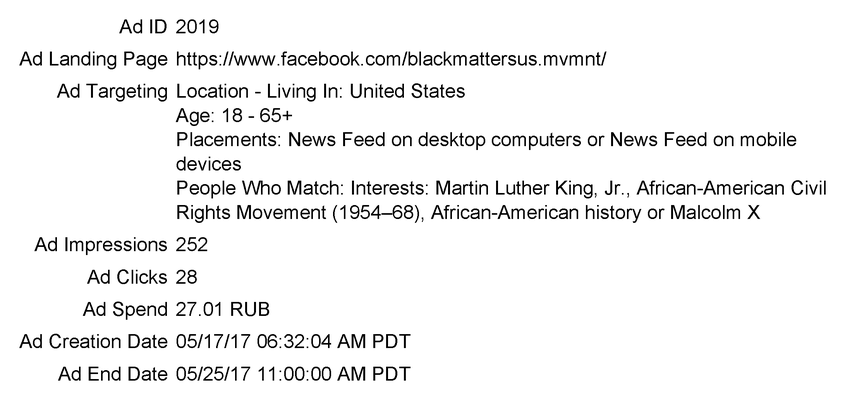 Ad ID 2019
Ad Landing Page https://www.facebook.com/blackmattersus.mvmnt/
Ad Targeting Location - Living In: United States
Age: 18 - 65+
Placements: News Feed on desktop computers or News Feed on mobile
devices
People Who Match: Interests: Martin Luther King, Jr., African-American Civil
Rights Movement (1954–68), African-American history or Malcolm X
Ad Impressions 252
Ad Clicks 28
Ad Spend 27.01 RUB
Ad Creation Date 05/17/17 06:32:04 AM PDT
Ad End Date 05/25/17 11:00:00 AM PDT